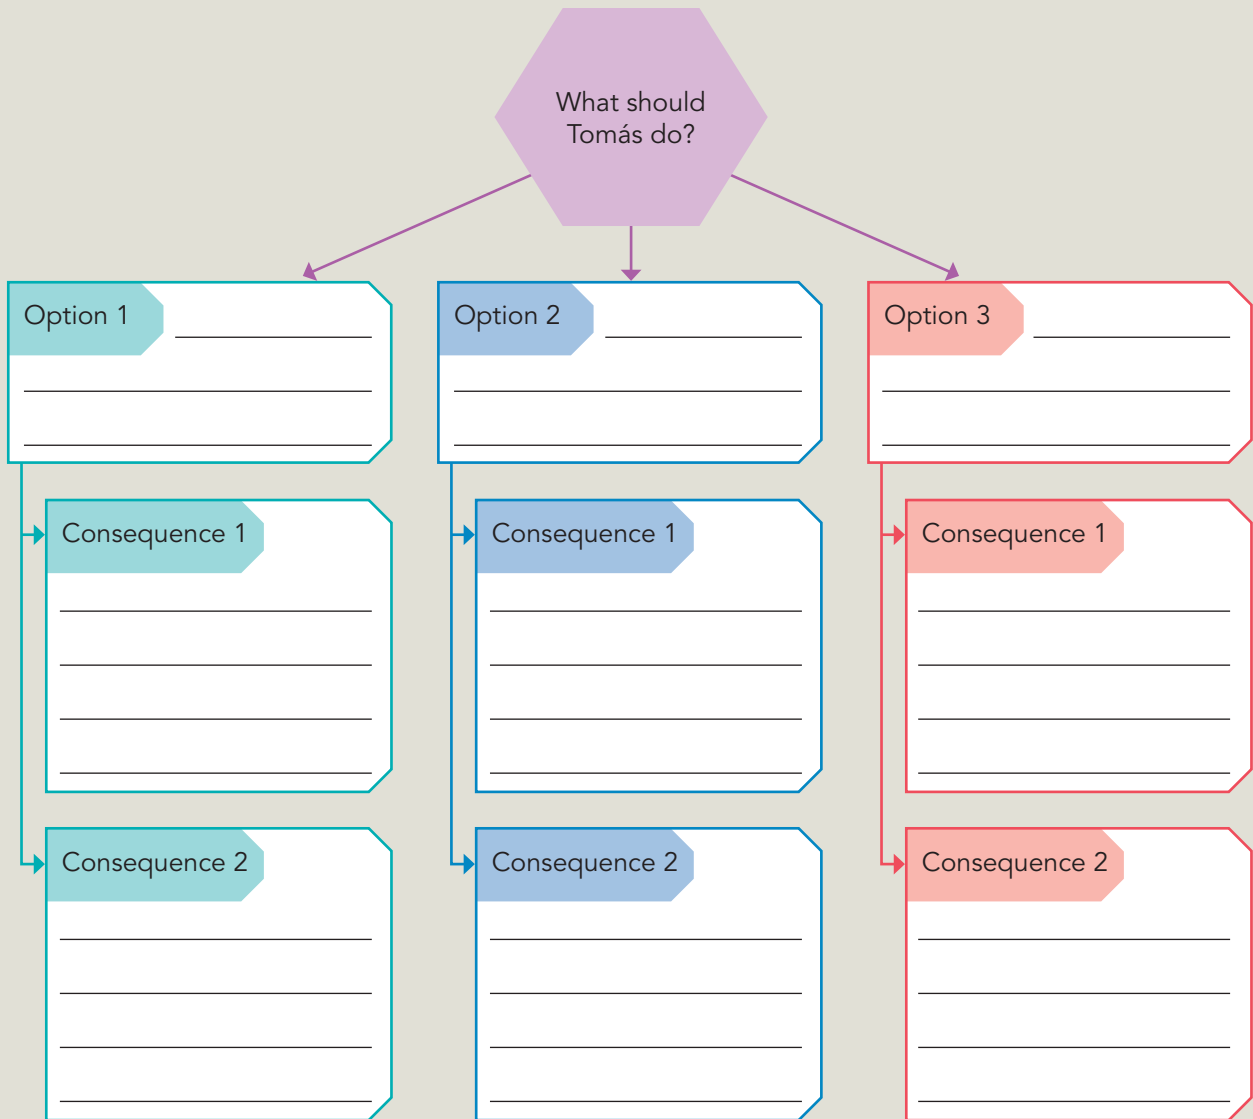 What should
Tomás do?
Option 1
Option 2
Option 3
Consequence 1
Consequence 1
Consequence 1
Consequence 2
Consequence 2
Consequence 2